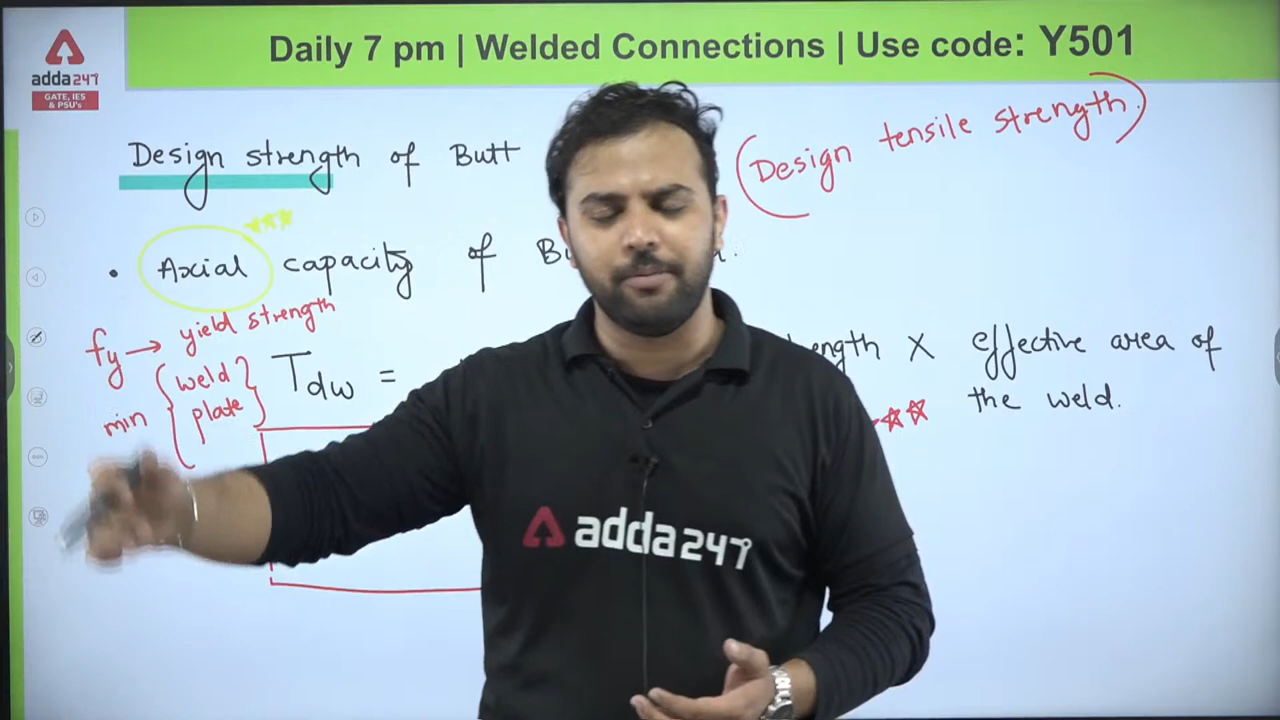 Daily 7 pm | Welded Connections | Use code: Y501
adda247
GATE, IES
& PSU's
Design strength of Butt
(Design tensile strength)
• Axial capacity of
fy → yield strength
min { weld
plate }
Tdw =
× effective area of
the weld.
adda247